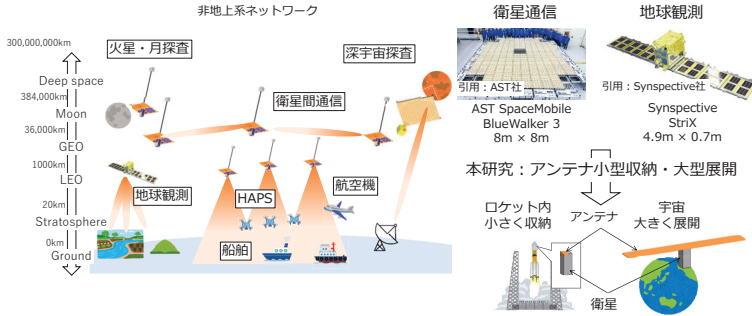 非地上系ネットワーク
300,000,000km
Deep space
384,000km
Moon
36,000km
GEO
1000km
LEO
20km
Stratosphere
0km
Ground
火星・月探査
深宇宙探査
衛星間通信
地球観測
HAPS
航空機
船舶
衛星通信
引用：AST社
AST SpaceMobile
BlueWalker 3
8m × 8m
地球観測
引用：Synspective社
Synspective
StriX
4.9m × 0.7m
本研究：アンテナ小型収納・大型展開
ロケット内
小さく収納
アンテナ
宇宙
大きく展開
衛星